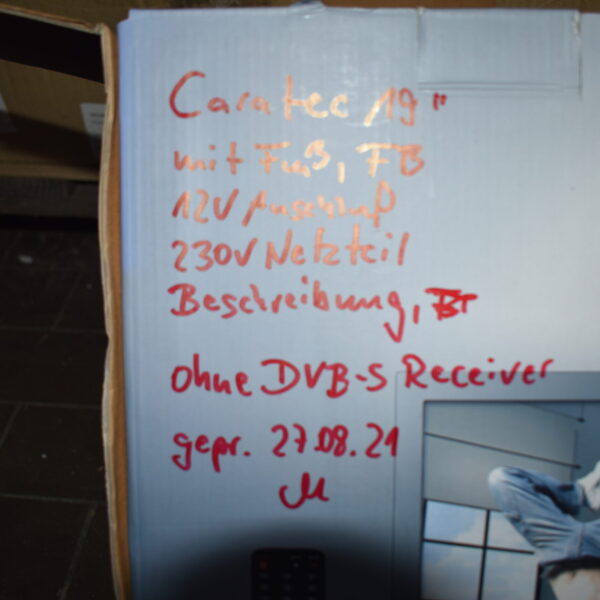 Caratec 19"
mit Fuß, FB
12V Anschluß
230V Netzteil
Beschreibung, BT
ohne DVB-S Receiver
gepr. 27.08.21